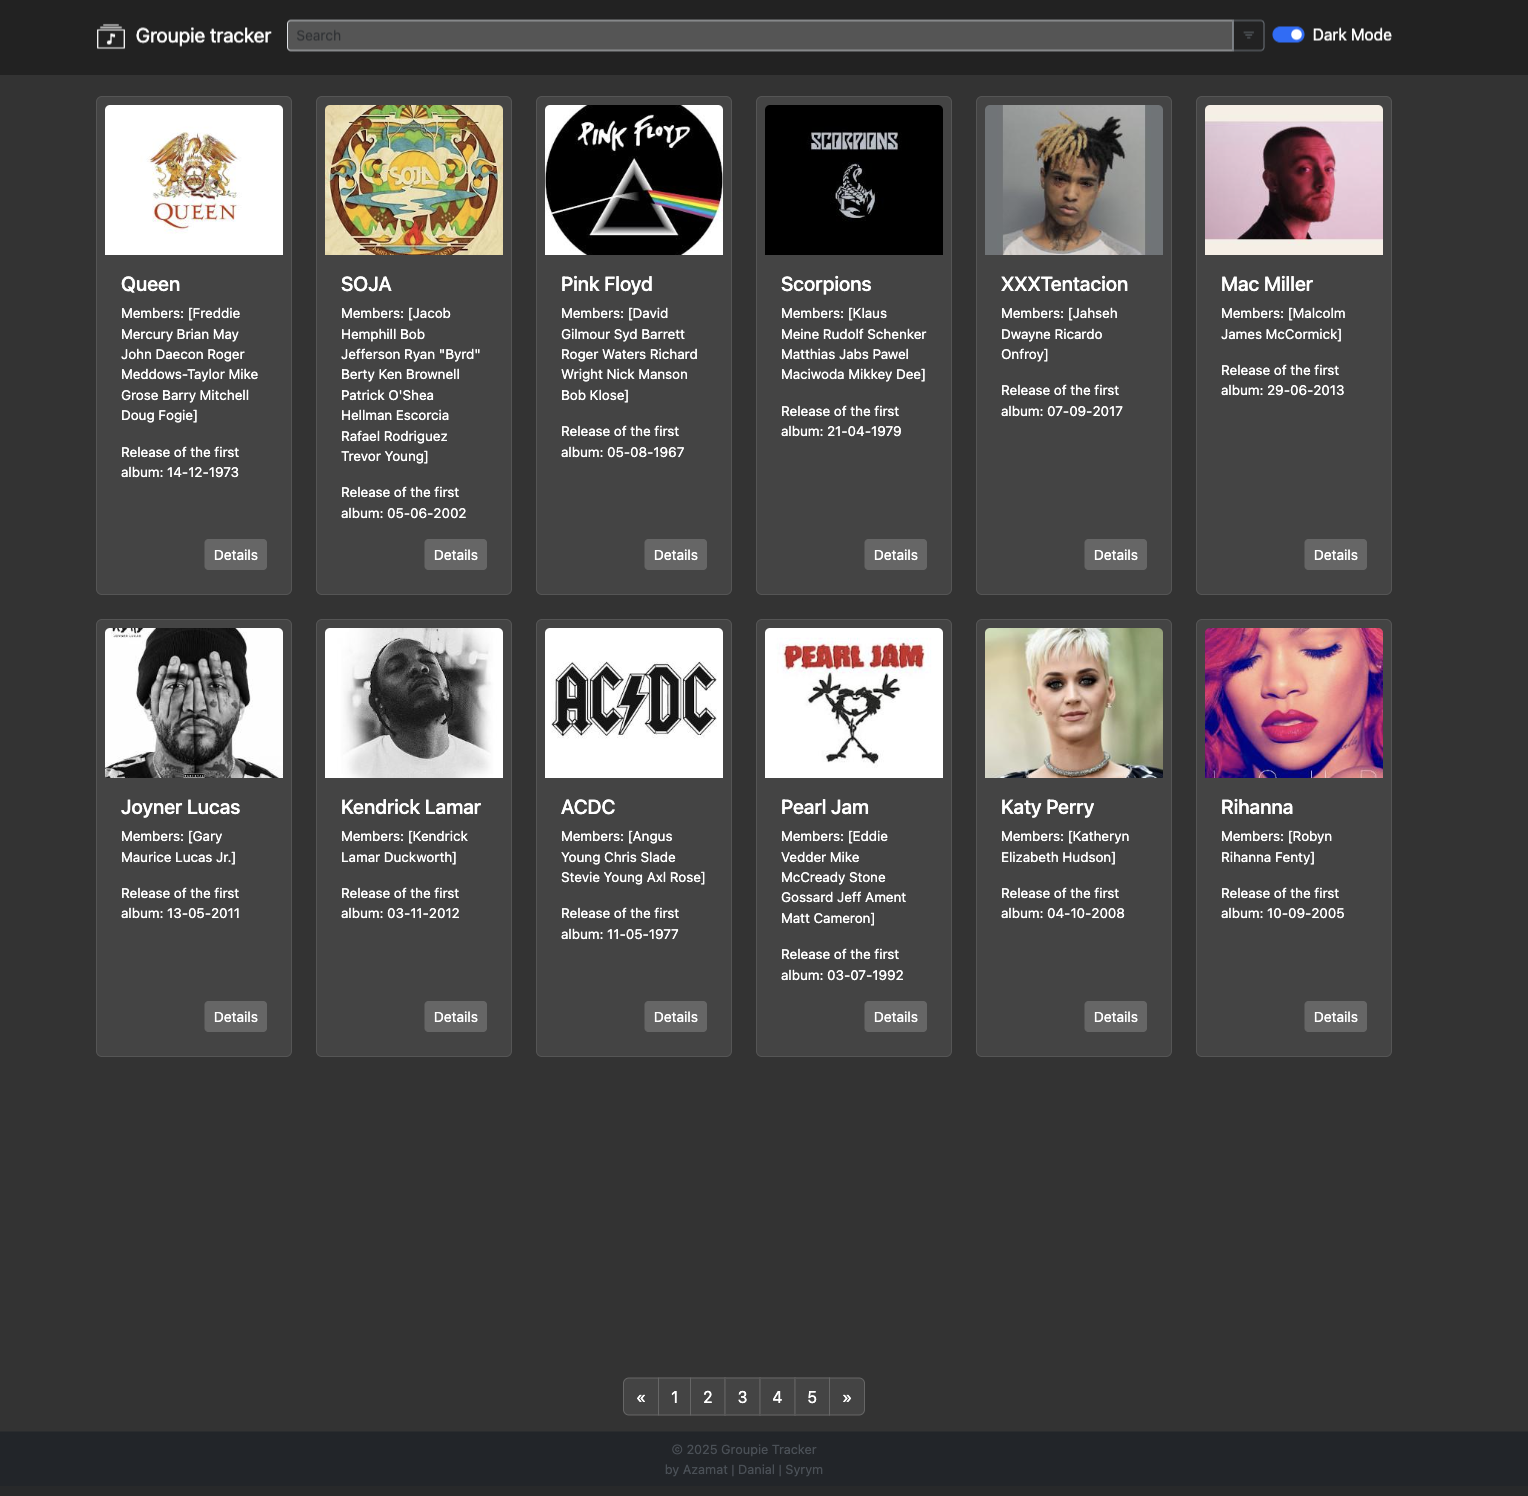 Groupie tracker
Search
Dark Mode
QUEEN
SOJA
PINK FLOYD
SCORPIONS
Queen
Members: [Freddie
Mercury Brian May
John Daecon Roger
Meddows-Taylor Mike
Grose Barry Mitchell
Doug Fogie]
Release of the first
album: 14-12-1973
Details
SOJA
Members: [Jacob
Hemphill Bob
Jefferson Ryan "Byrd"
Berty Ken Brownell
Patrick O'Shea
Hellman Escorcia
Rafael Rodriguez
Trevor Young]
Release of the first
album: 05-06-2002
Details
Pink Floyd
Members: [David
Gilmour Syd Barrett
Roger Waters Richard
Wright Nick Manson
Bob Klose]
Release of the first
album: 05-08-1967
Details
Scorpions
Members: [Klaus
Meine Rudolf Schenker
Matthias Jabs Pawel
Maciwoda Mikkey Dee]
Release of the first
album: 21-04-1979
Details
XXXTentacion
Members: [Jahseh
Dwayne Ricardo
Onfroy]
Release of the first
album: 07-09-2017
Details
Mac Miller
Members: [Malcolm
James McCormick]
Release of the first
album: 29-06-2013
Details
JOYNER LUCAS
AC DC
PEARL JAM
Joyner Lucas
Members: [Gary
Maurice Lucas Jr.]
Release of the first
album: 13-05-2011
Details
Kendrick Lamar
Members: [Kendrick
Lamar Duckworth]
Release of the first
album: 03-11-2012
Details
ACDC
Members: [Angus
Young Chris Slade
Stevie Young Axl Rose]
Release of the first
album: 11-05-1977
Details
Pearl Jam
Members: [Eddie
Vedder Mike
McCready Stone
Gossard Jeff Ament
Matt Cameron]
Release of the first
album: 03-07-1992
Details
Katy Perry
Members: [Katheryn
Elizabeth Hudson]
Release of the first
album: 04-10-2008
Details
Rihanna
Members: [Robyn
Rihanna Fenty]
Release of the first
album: 10-09-2005
Details
« 1 2 3 4 5 »
© 2025 Groupie Tracker
by Azamat | Danial | Syrym